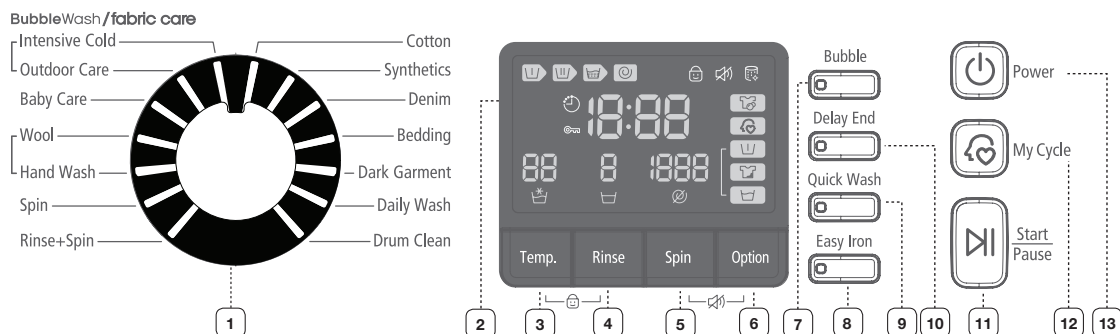 BubbleWash/fabric care
Intensive Cold
Outdoor Care
Baby Care
Wool
Hand Wash
Spin
Rinse+Spin
Cotton
Synthetics
Denim
Bedding
Dark Garment
Daily Wash
Drum Clean
18:88
88 8 1888
Temp. Rinse Spin Option
Bubble
Delay End
Quick Wash
Easy Iron
Power
My Cycle
Start
Pause
1 2 3 4 5 6 7 8 9 10 11 12 13